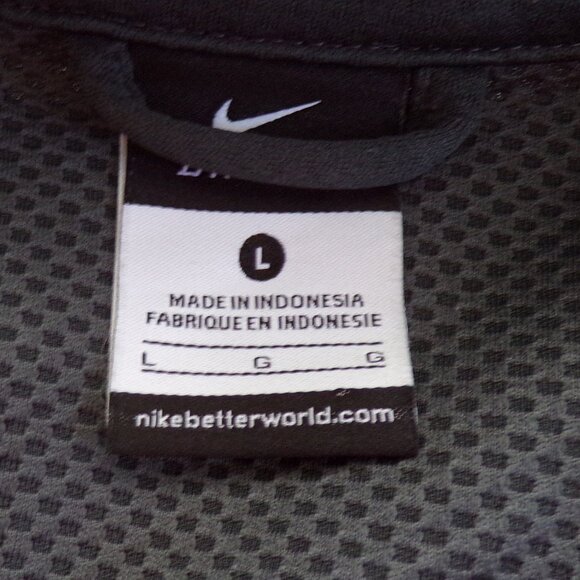 L
MADE IN INDONESIA
FABRIQUE EN INDONESIE
L G G
nikebetterworld.com